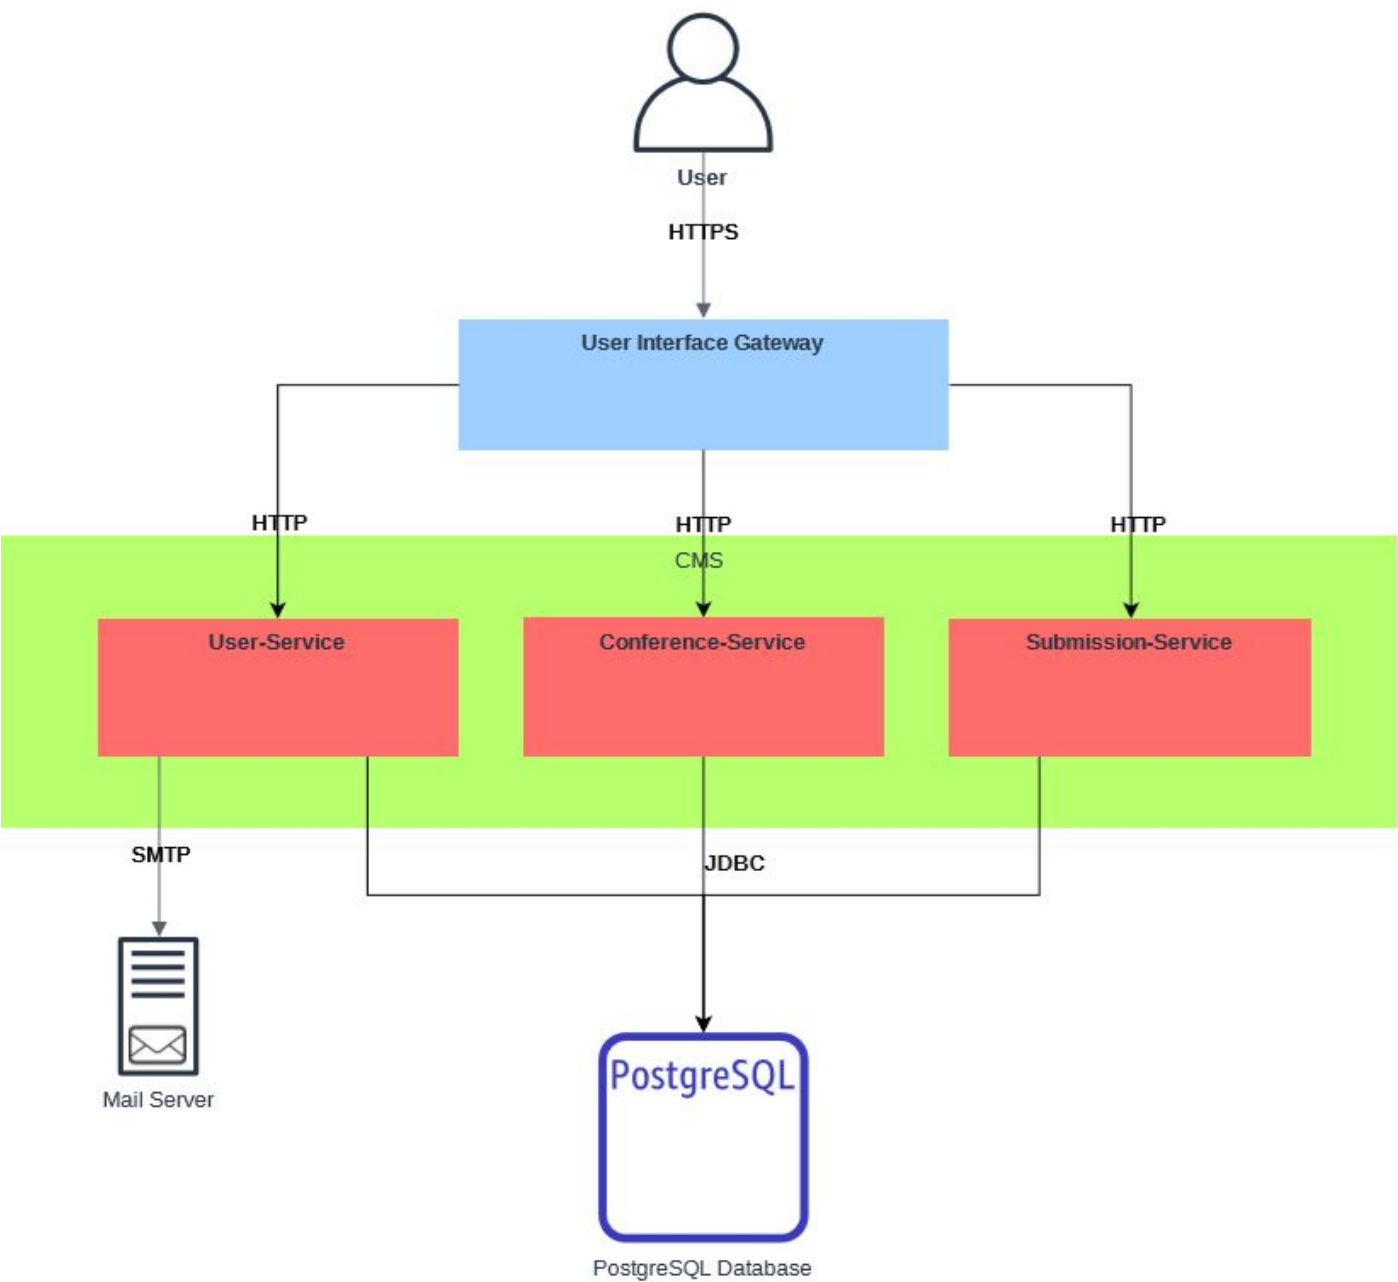 User
HTTPS
User Interface Gateway
HTTP
HTTP
HTTP
CMS
User-Service
Conference-Service
Submission-Service
SMTP
JDBC
Mail Server
PostgreSQL
PostgreSQL Database